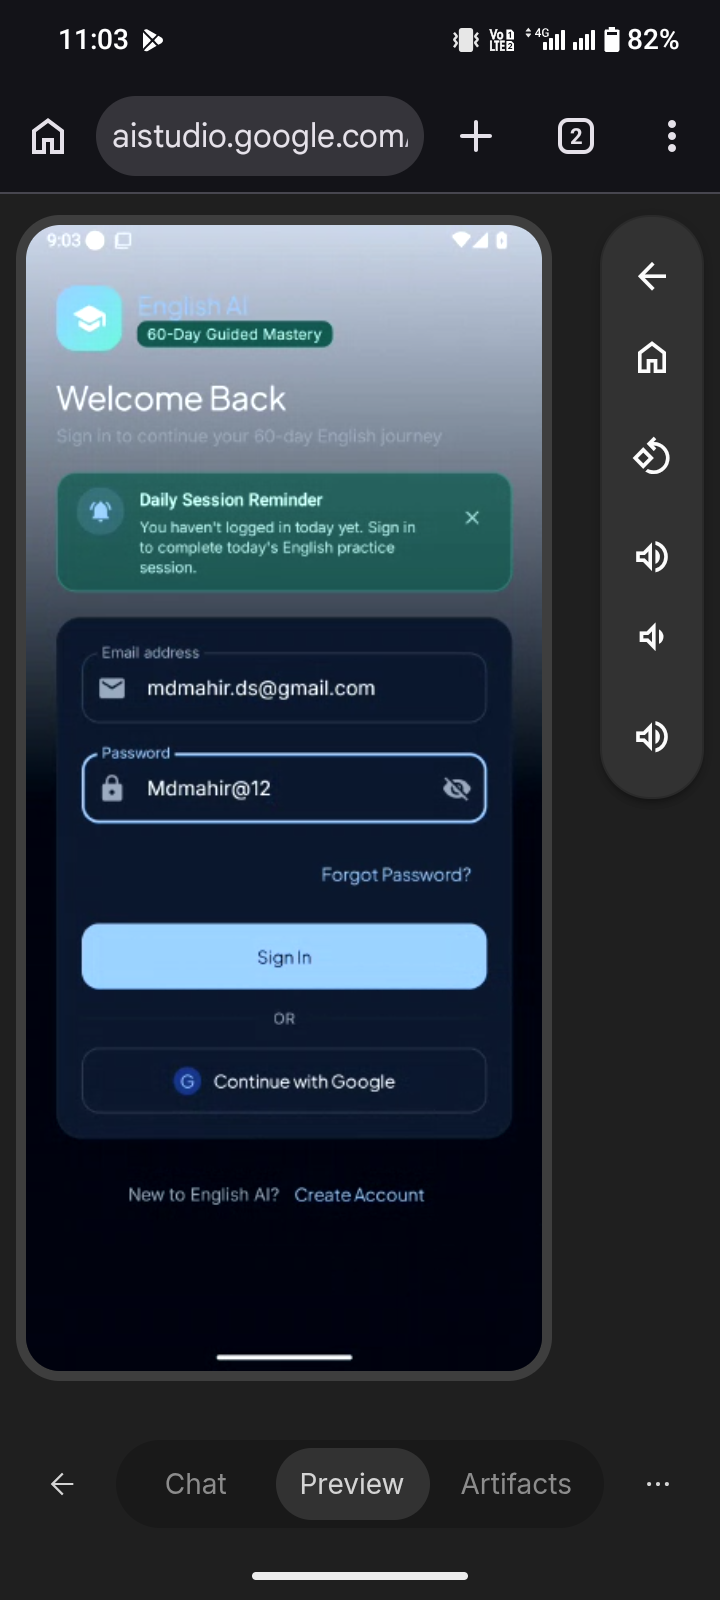 11:03 Vo LTE2 4G 82%
aistudio.google.com/ 2
9:03
English AI
60-Day Guided Mastery
Welcome Back
Sign in to continue your 60-day English journey
Daily Session Reminder
You haven't logged in today yet. Sign in
to complete today's English practice
session.
Email address
mdmahir.ds@gmail.com
Password
Mdmahir@12
Forgot Password?
Sign In
OR
G Continue with Google
New to English AI? Create Account
Chat Preview Artifacts